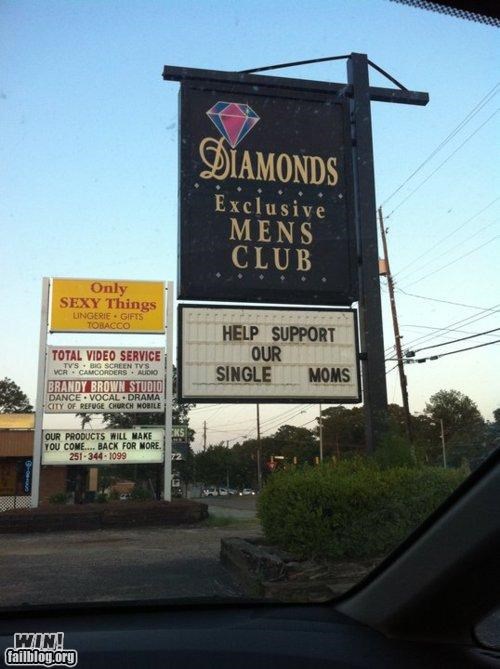 DIAMONDS
Exclusive
MENS
CLUB
HELP SUPPORT
OUR
SINGLE MOMS
Only
SEXY Things
LINGERIE • GIFTS
TOBACCO
TOTAL VIDEO SERVICE
TV'S • BIG SCREEN TV'S
VCR • CAMCORDERS • AUDIO
BRANDY BROWN STUDIO
DANCE • VOCAL • DRAMA
CITY OF REFUGE CHURCH MOBILE
OUR PRODUCTS WILL MAKE
YOU COME.... BACK FOR MORE.
251-344-1099
WIN!
failblog.org